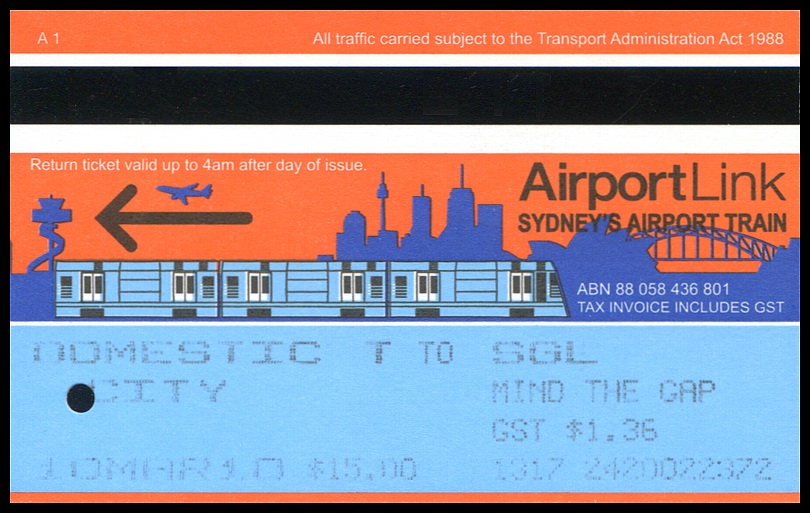 A 1 All traffic carried subject to the Transport Administration Act 1988
Return ticket valid up to 4am after day of issue.
AirportLink
SYDNEY'S AIRPORT TRAIN
ABN 88 058 436 801
TAX INVOICE INCLUDES GST
DOMESTIC T TO SGL
CITY MIND THE GAP
GST $1.36
10MAR10 $15.00 1317 2420022372